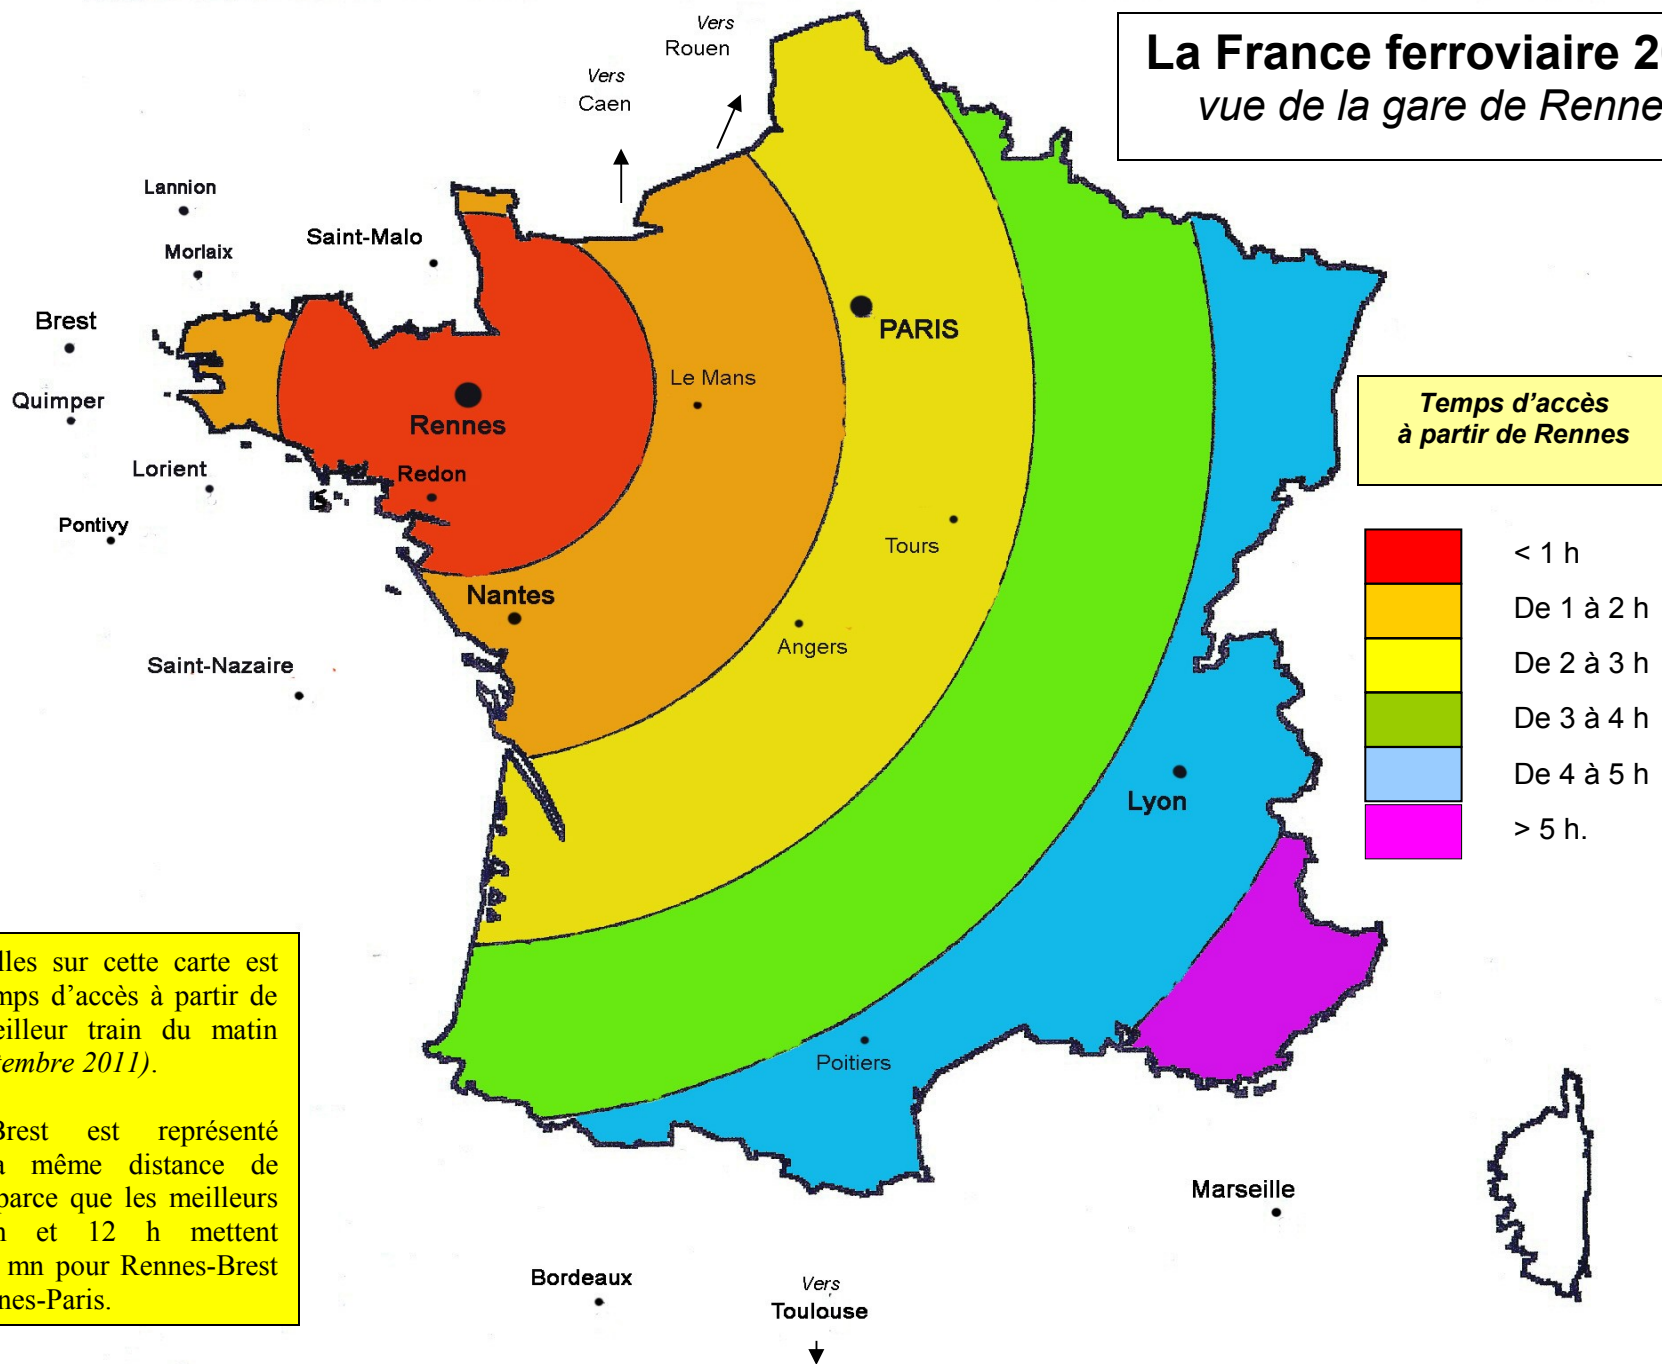 La France ferroviaire 2
vue de la gare de Renne
Vers
Rouen
Vers
Caen
Lannion
Morlaix
Saint-Malo
Brest
Quimper
Lorient
Pontivy
Saint-Nazaire
Rennes
Redon
Nantes
Le Mans
PARIS
Tours
Angers
Lyon
Poitiers
Marseille
Bordeaux
Vers
Toulouse
Temps d’accès
à partir de Rennes
< 1 h
De 1 à 2 h
De 2 à 3 h
De 3 à 4 h
De 4 à 5 h
> 5 h.
lles sur cette carte est
mps d’accès à partir de
eilleur train du matin
tembre 2011).
Brest est représenté
a même distance de
parce que les meilleurs
n et 12 h mettent
mn pour Rennes-Brest
nes-Paris.